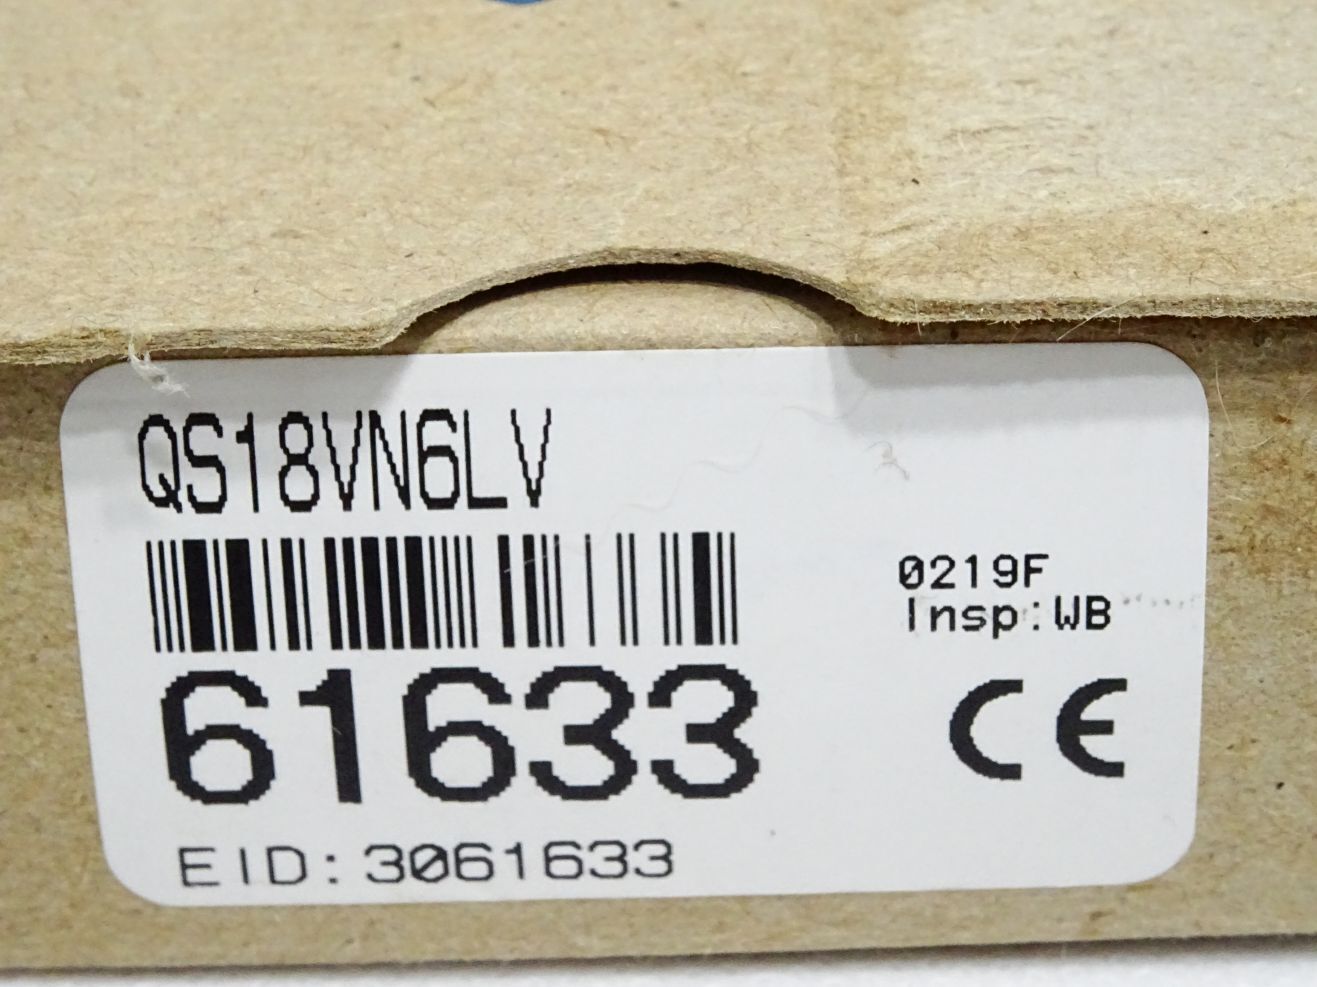 QS18VN6LV
0219F
Insp:WB
61633
CE
EID:3061633